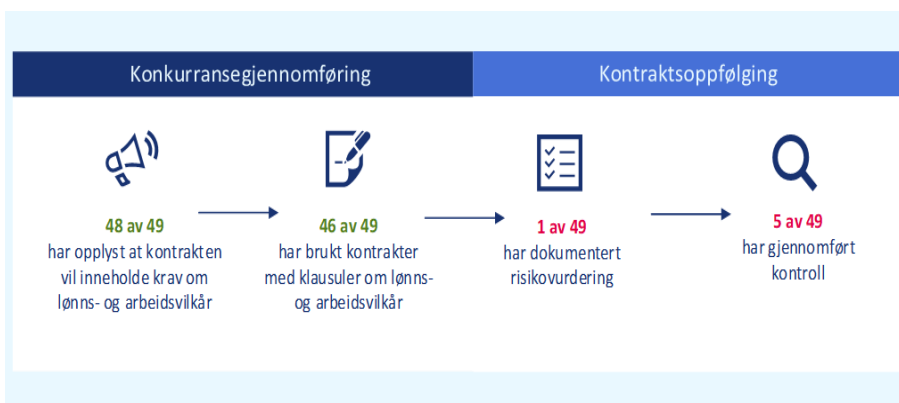 Konkurransegjennomføring
Kontraktsoppfølging
48 av 49
har opplyst at kontrakten
vil inneholde krav om
lønns- og arbeidsvilkår
46 av 49
har brukt kontrakter
med klausuler om lønns-
og arbeidsvilkår
1 av 49
har dokumentert
risikovurdering
5 av 49
har gjennomført
kontroll